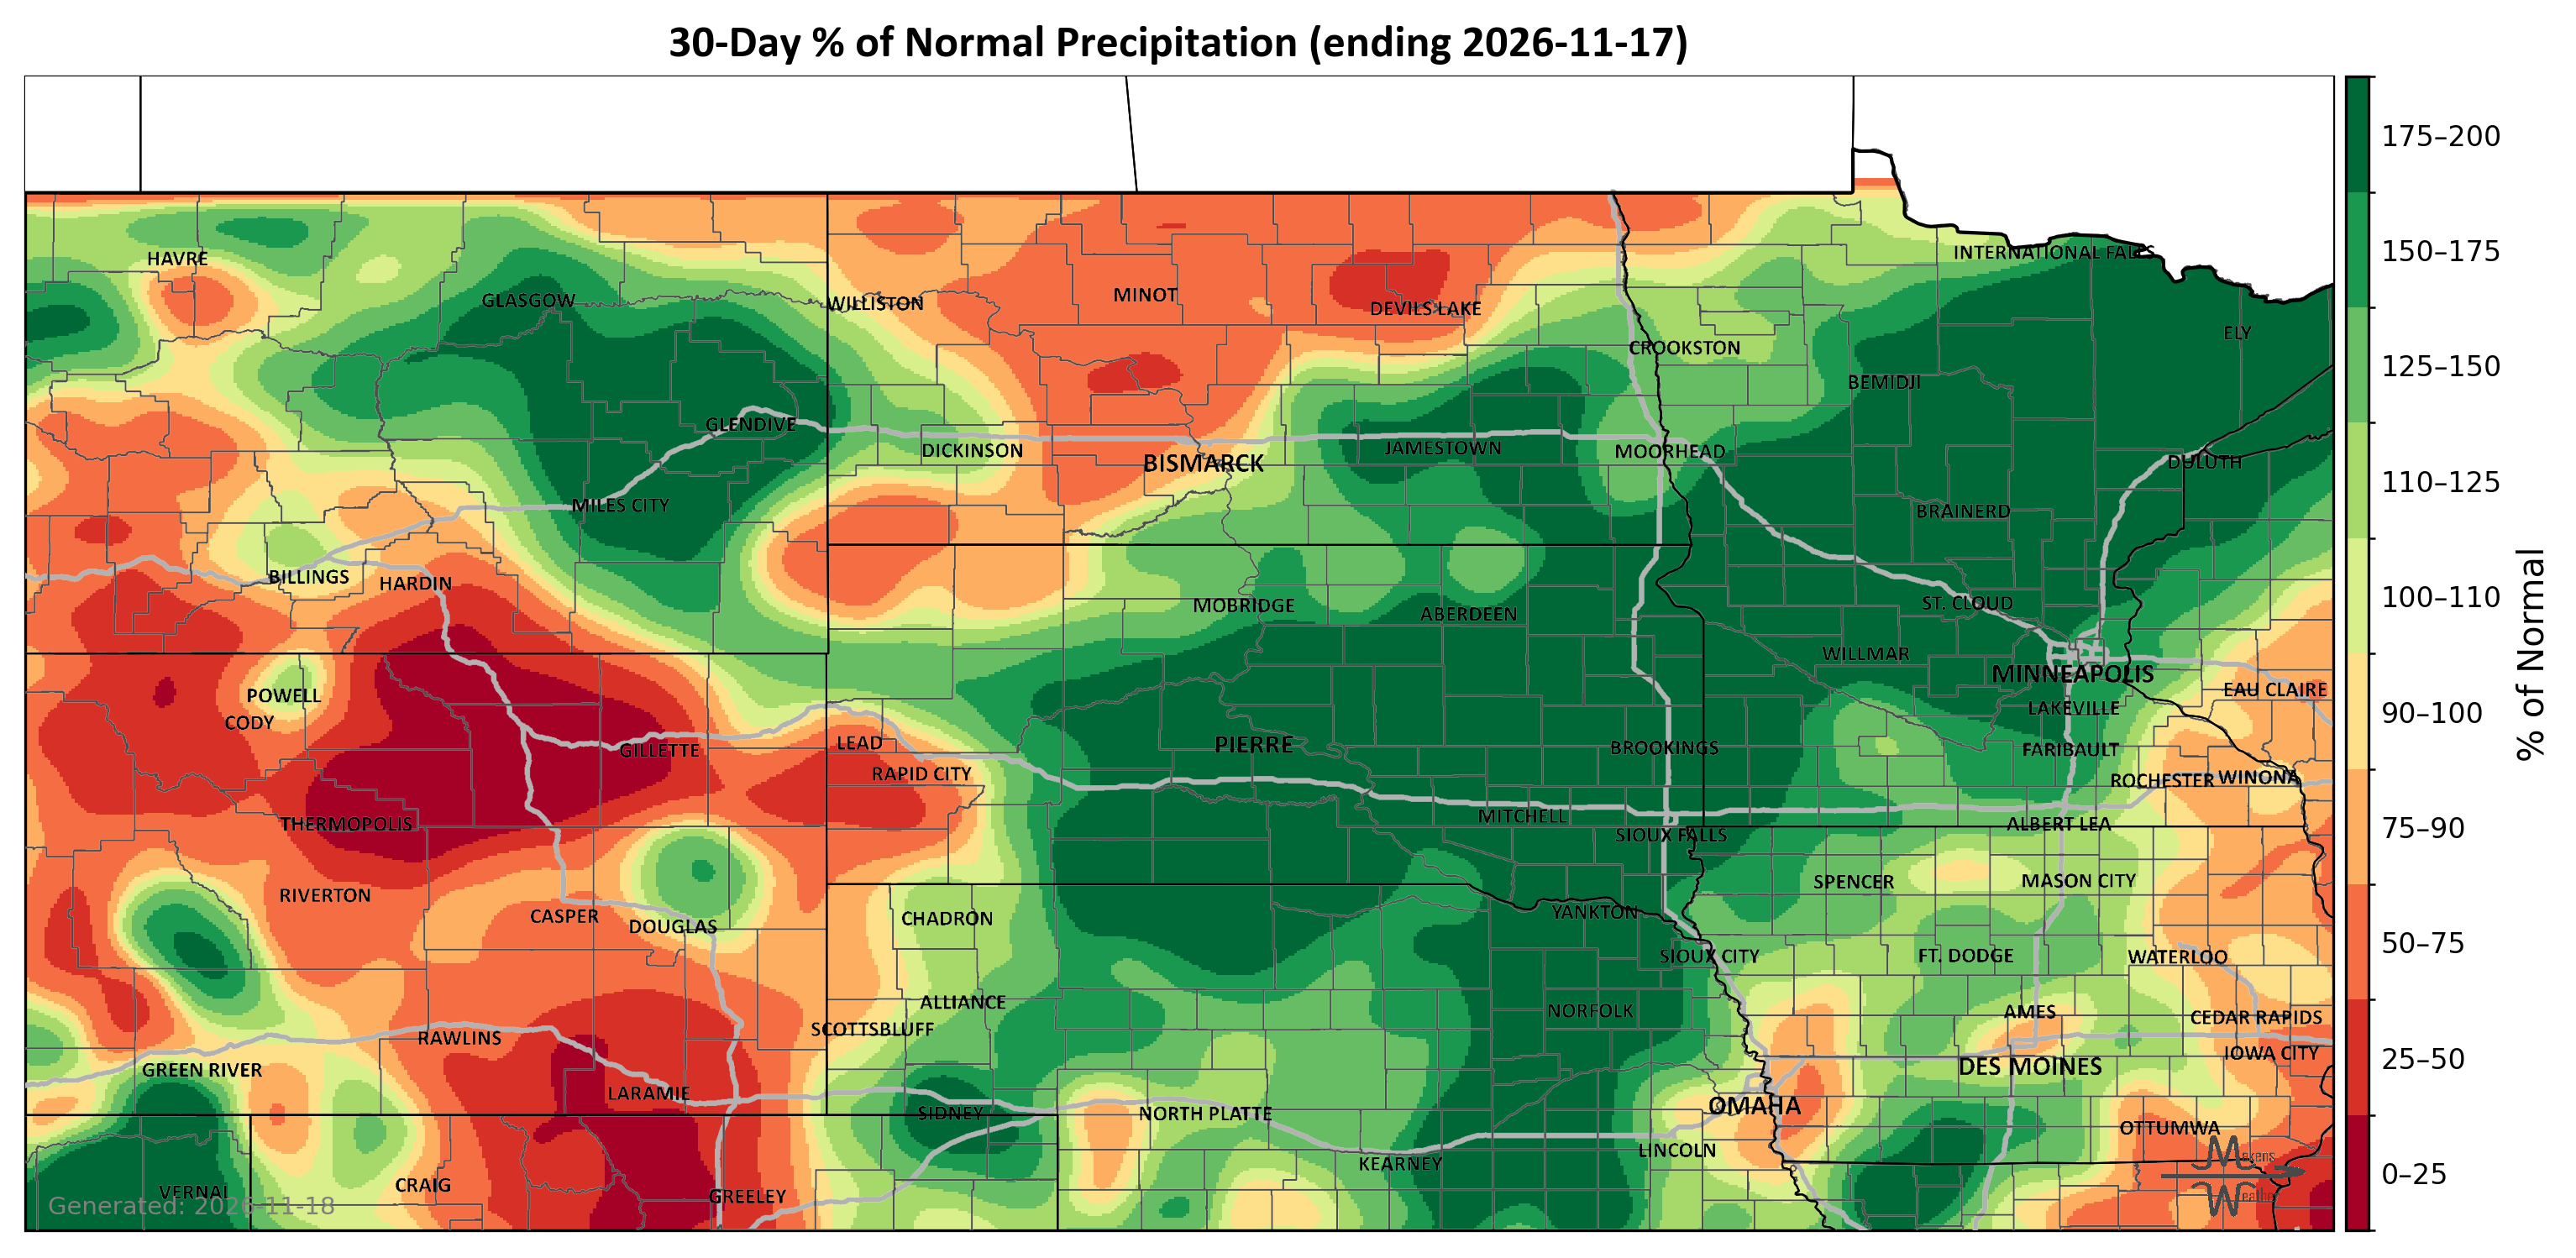 30-Day % of Normal Precipitation (ending 2026-11-17)
175–200
INTERNATIONAL FALLS
150–175
HAVRE
GLASGOW
WILLISTON
MINOT
DEVILS LAKE
ELY
CROOKSTON
125–150
BEMIDJI
GLENDIVE
DICKINSON
BISMARCK
JAMESTOWN
MOORHEAD
DULUTH
110–125
MILES CITY
BRAINERD
BILLINGS
HARDIN
MOBRIDGE
ABERDEEN
ST. CLOUD
100–110
WILLMAR
MINNEAPOLIS
% of Normal
POWELL
EAU CLAIRE
CODY
LAKEVILLE
90–100
GILLETTE
LEAD
PIERRE
BROOKINGS
FARIBAULT
RAPID CITY
ROCHESTER
WINONA
THERMOPOLIS
MITCHELL
SIOUX FALLS
ALBERT LEA
75–90
RIVERTON
SPENCER
MASON CITY
CASPER
DOUGLAS
CHADRON
YANKTON
50–75
SIOUX CITY
FT. DODGE
WATERLOO
ALLIANCE
NORFOLK
AMES
SCOTTSBLUFF
CEDAR RAPIDS
RAWLINS
IOWA CITY
25–50
GREEN RIVER
DES MOINES
LARAMIE
SIDNEY
NORTH PLATTE
OMAHA
OTTUMWA
KEARNEY
LINCOLN
Makens
Weather
0–25
VERNAL
CRAIG
GREELEY
Generated: 2026-11-18